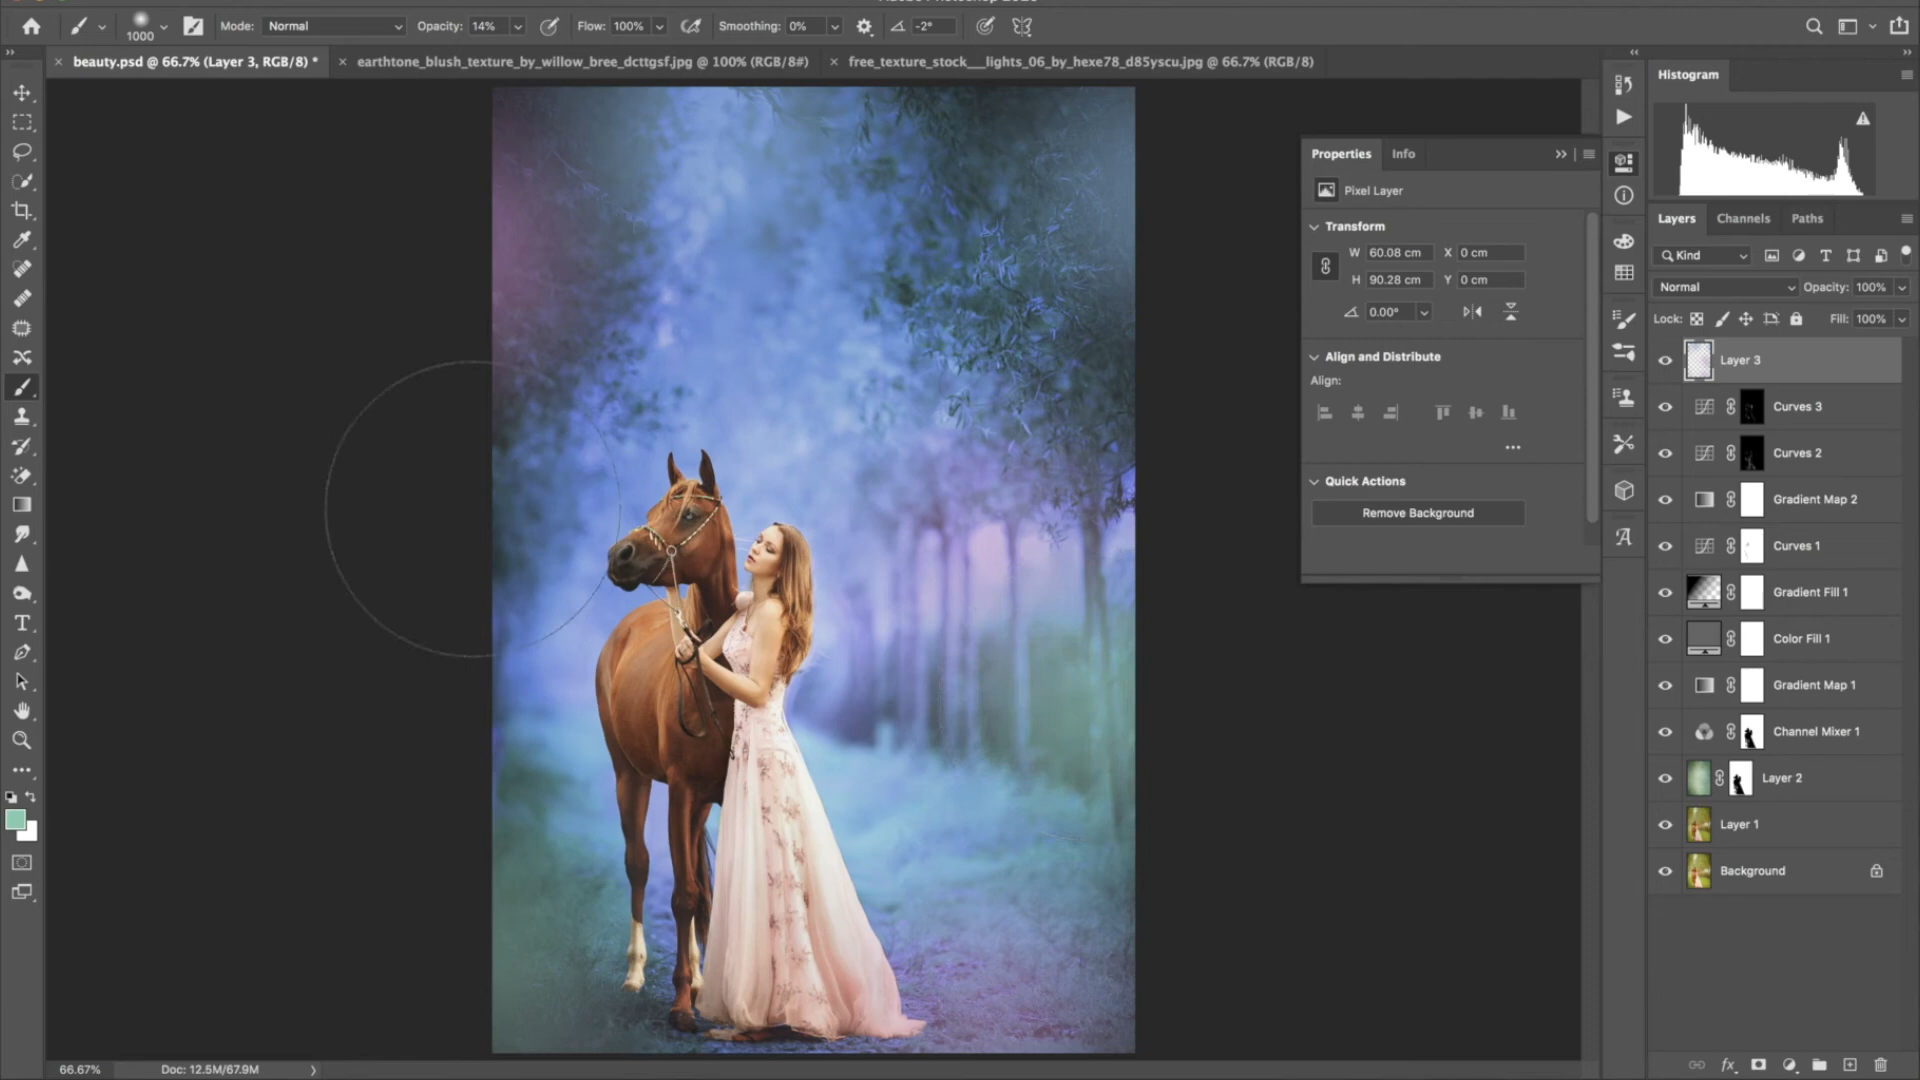 1000
Mode: Normal
Opacity: 14%
Flow: 100%
Smoothing: 0%
-2°
beauty.psd @ 66.7% (Layer 3, RGB/8) *
earthtone_blush_texture_by_willow_bree_dcttgsf.jpg @ 100% (RGB/8#)
free_texture_stock__lights_06_by_hexe78_d85yscu.jpg @ 66.7% (RGB/8)
Histogram
Properties
Info
Pixel Layer
Transform
W 60.08 cm X 0 cm
H 90.28 cm Y 0 cm
0.00°
Align and Distribute
Align:
Quick Actions
Remove Background
Layers
Channels
Paths
Kind
Normal
Opacity: 100%
Lock:
Fill: 100%
Layer 3
Curves 3
Curves 2
Gradient Map 2
Curves 1
Gradient Fill 1
Color Fill 1
Gradient Map 1
Channel Mixer 1
Layer 2
Layer 1
Background
fx
66.67%
Doc: 12.5M/67.9M